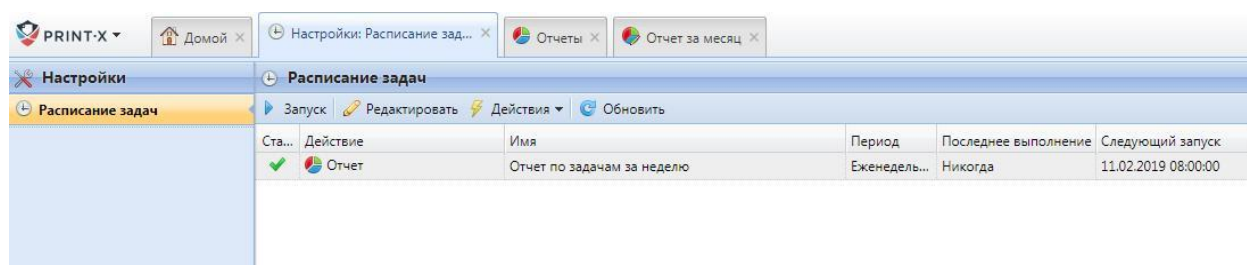 PRINT·X Домой Настройки: Расписание зад... Отчеты Отчет за месяц
Настройки Расписание задач
Расписание задач Запуск Редактировать Действия Обновить
Ста... Действие Имя Период Последнее выполнение Следующий запуск
Отчет Отчет по задачам за неделю Еженедель... Никогда 11.02.2019 08:00:00